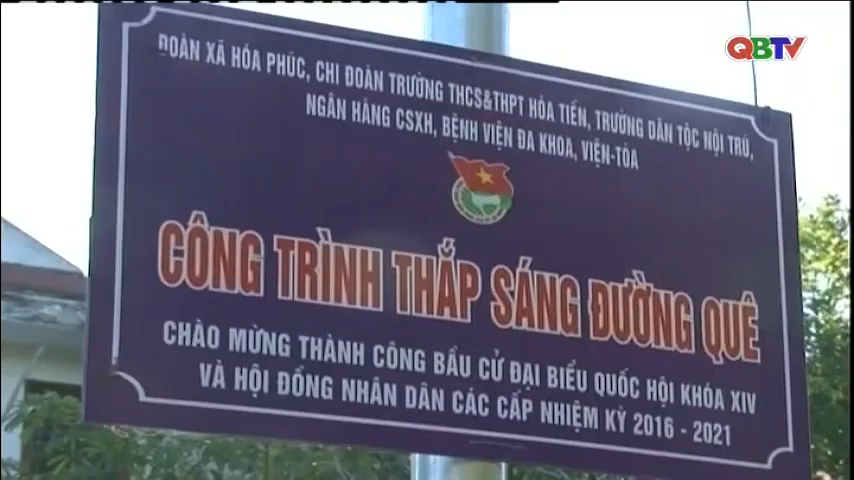 QBTV
ĐOÀN XÃ HÓA PHÚC, CHI ĐOÀN TRƯỜNG THCS&THPT HÓA TIẾN, TRƯỜNG DÂN TỘC NỘI TRÚ,
NGÂN HÀNG CSXH, BỆNH VIỆN ĐA KHOA, VIỆN-TÒA
CÔNG TRÌNH THẮP SÁNG ĐƯỜNG QUÊ
CHÀO MỪNG THÀNH CÔNG BẦU CỬ ĐẠI BIỂU QUỐC HỘI KHÓA XIV
VÀ HỘI ĐỒNG NHÂN DÂN CÁC CẤP NHIỆM KỲ 2016 - 2021